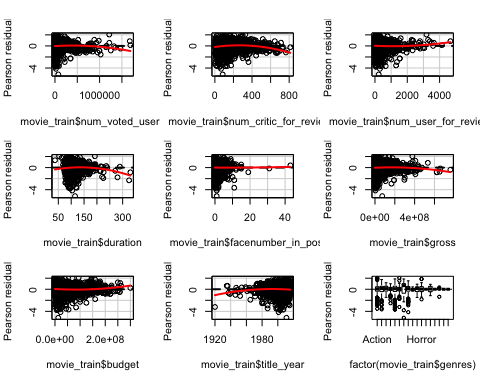 Pearson residual
0
-4
0 1000000
movie_train$num_voted_user
Pearson residual
0
-4
0 400 800
movie_train$num_critic_for_revie
Pearson residual
0
-4
0 2000 4000
movie_train$num_user_for_revie
Pearson residual
0
-4
50 150 300
movie_train$duration
Pearson residual
0
-4
0 20 40
movie_train$facenumber_in_pos
Pearson residual
0
-4
0e+00 4e+08
movie_train$gross
Pearson residual
0
-4
0.0e+00 2.0e+08
movie_train$budget
Pearson residual
0
-4
1920 1980
movie_train$title_year
Pearson residual
0
-4
Action Horror
factor(movie_train$genres)